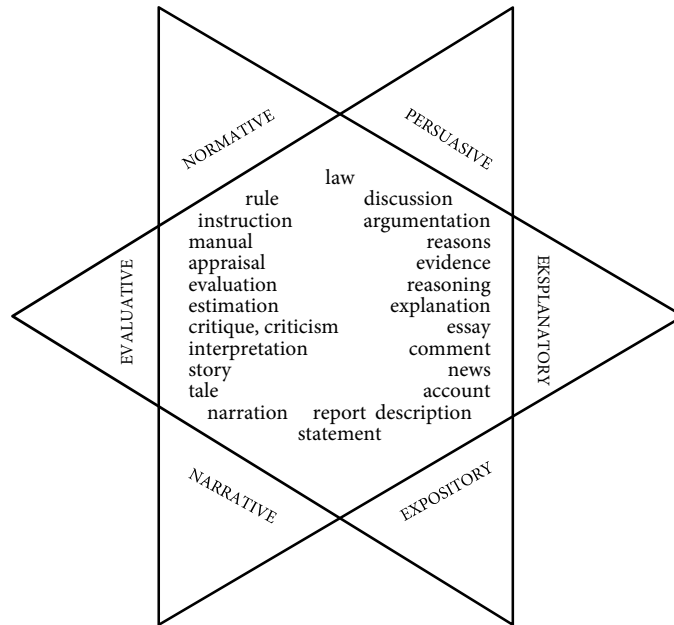 NORMATIVE
PERSUASIVE
law
rule discussion
instruction argumentation
manual reasons
appraisal evidence
evaluation reasoning
estimation explanation
critique, criticism essay
interpretation comment
story news
tale account
narration report description
statement
EVALUATIVE
EKSPLANATORY
NARRATIVE
EXPOSITORY